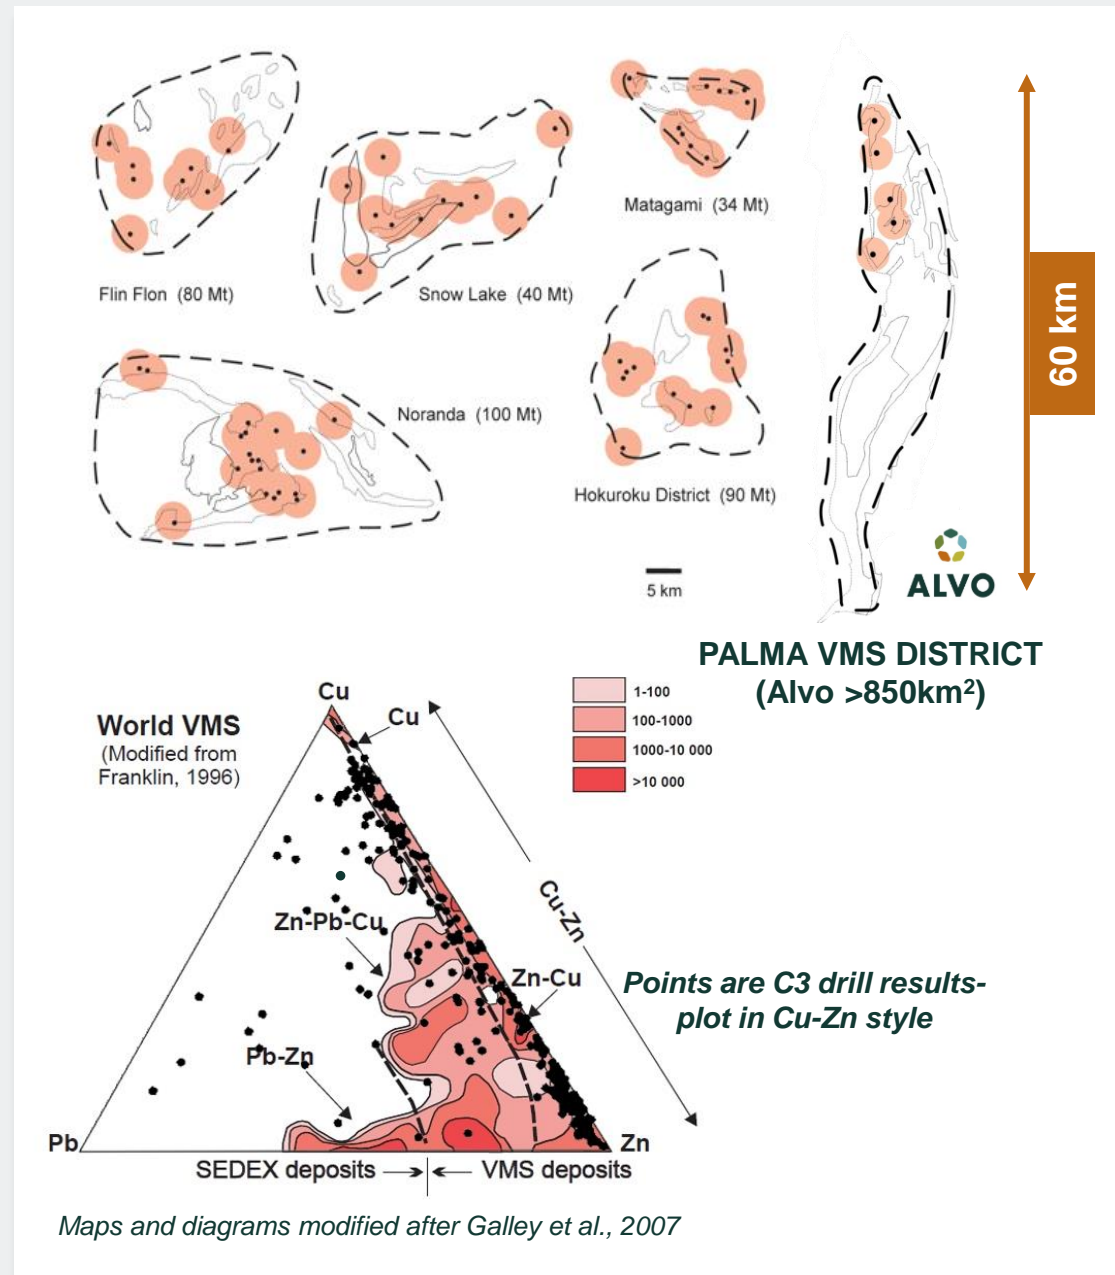 Flin Flon (80 Mt)
Snow Lake (40 Mt)
Matagami (34 Mt)
Noranda (100 Mt)
Hokuroku District (90 Mt)
5 km
60 km
ALVO
PALMA VMS DISTRICT
(Alvo >850km²)
World VMS
(Modified from
Franklin, 1996)
Cu
Cu
1-100
100-1000
1000-10 000
>10 000
Cu-Zn
Zn-Pb-Cu
Zn-Cu
Pb-Zn
Points are C3 drill results-
plot in Cu-Zn style
Pb
Zn
SEDEX deposits
VMS deposits
Maps and diagrams modified after Galley et al., 2007